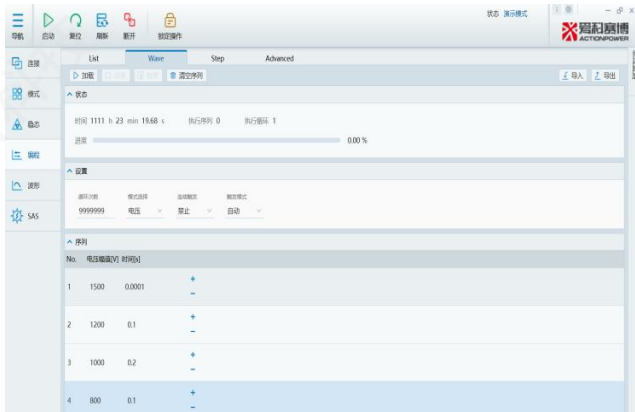 状态 演示模式
导航 启动 复位 刷新 断开 锁定操作
爱科赛博
ACTIONPOWER
连接
模式
稳态
编程
波形
SAS
List Wave Step Advanced
加载 清空序列 导入 导出
状态
时间 1111 h 23 min 19.68 s 执行序列 0 执行循环 1
进度 0.00 %
设置
循环次数 模式选择 连续触发 触发模式
9999999 电压 禁止 自动
序列
No. 电压幅值[V] 时间[s]
1 1500 0.0001 + −
2 1200 0.1 + −
3 1000 0.2 + −
4 800 0.1 + −